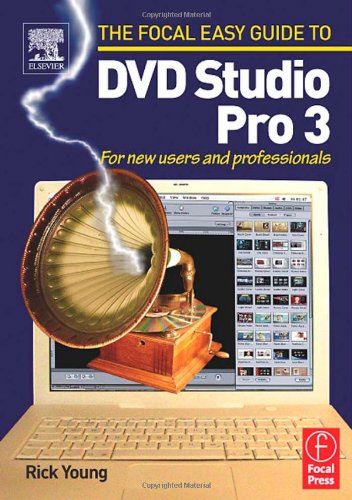 ELSEVIER
THE FOCAL EASY GUIDE TO
DVD Studio
Pro 3
For new users and professionals
Rick Young
Focal
Press